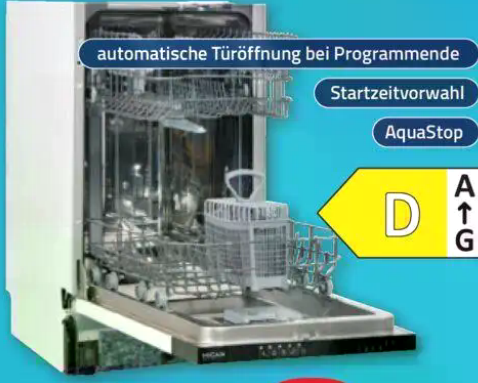 automatische Türöffnung bei Programmende
Startzeitvorwahl
AquaStop
D
A
↑
G